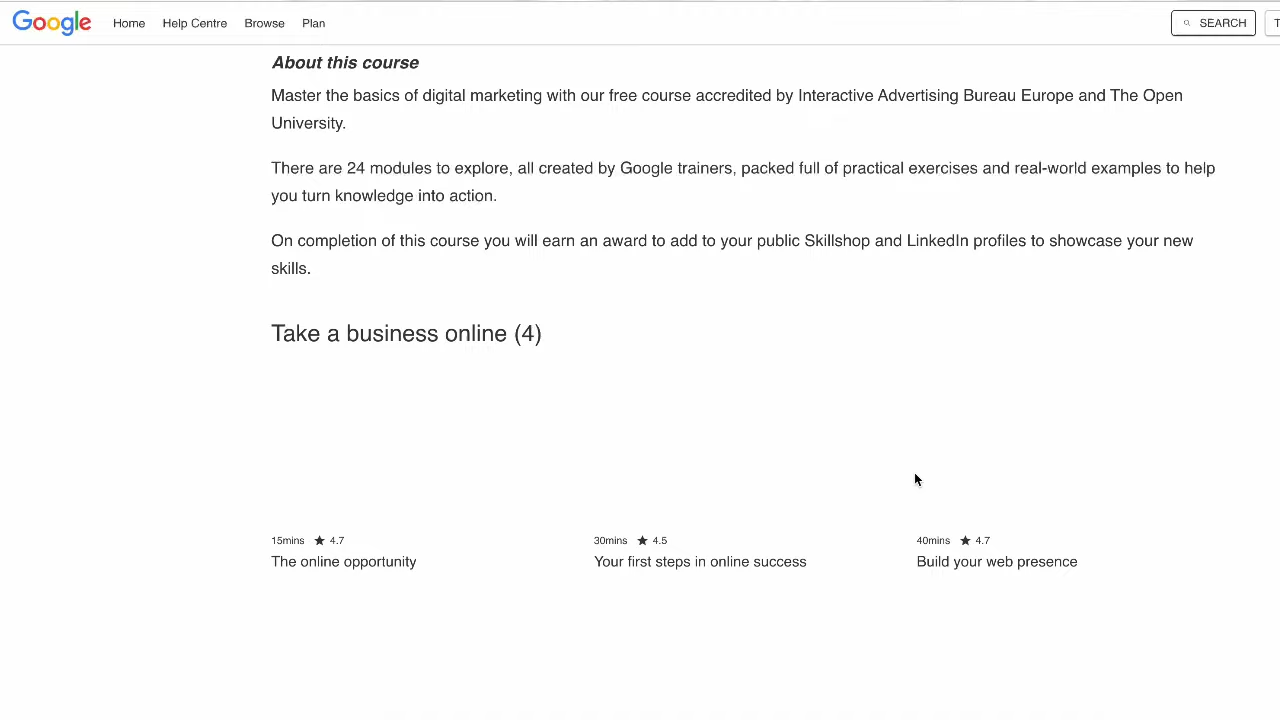 Google Home Help Centre Browse Plan SEARCH T
About this course
Master the basics of digital marketing with our free course accredited by Interactive Advertising Bureau Europe and The Open
University.
There are 24 modules to explore, all created by Google trainers, packed full of practical exercises and real-world examples to help
you turn knowledge into action.
On completion of this course you will earn an award to add to your public Skillshop and LinkedIn profiles to showcase your new
skills.
Take a business online (4)
15mins ★ 4.7 30mins ★ 4.5 40mins ★ 4.7
The online opportunity Your first steps in online success Build your web presence